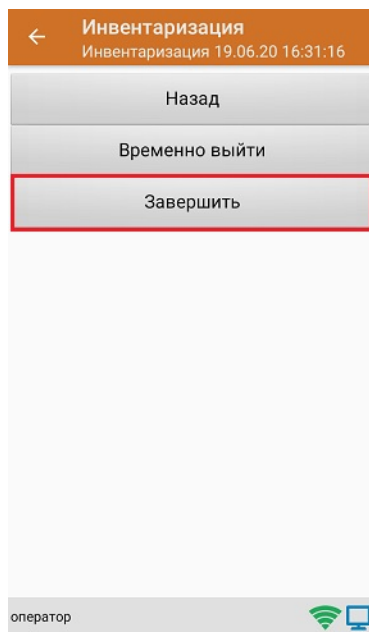 Инвентаризация
Инвентаризация 19.06.20 16:31:16
Назад
Временно выйти
Завершить
оператор